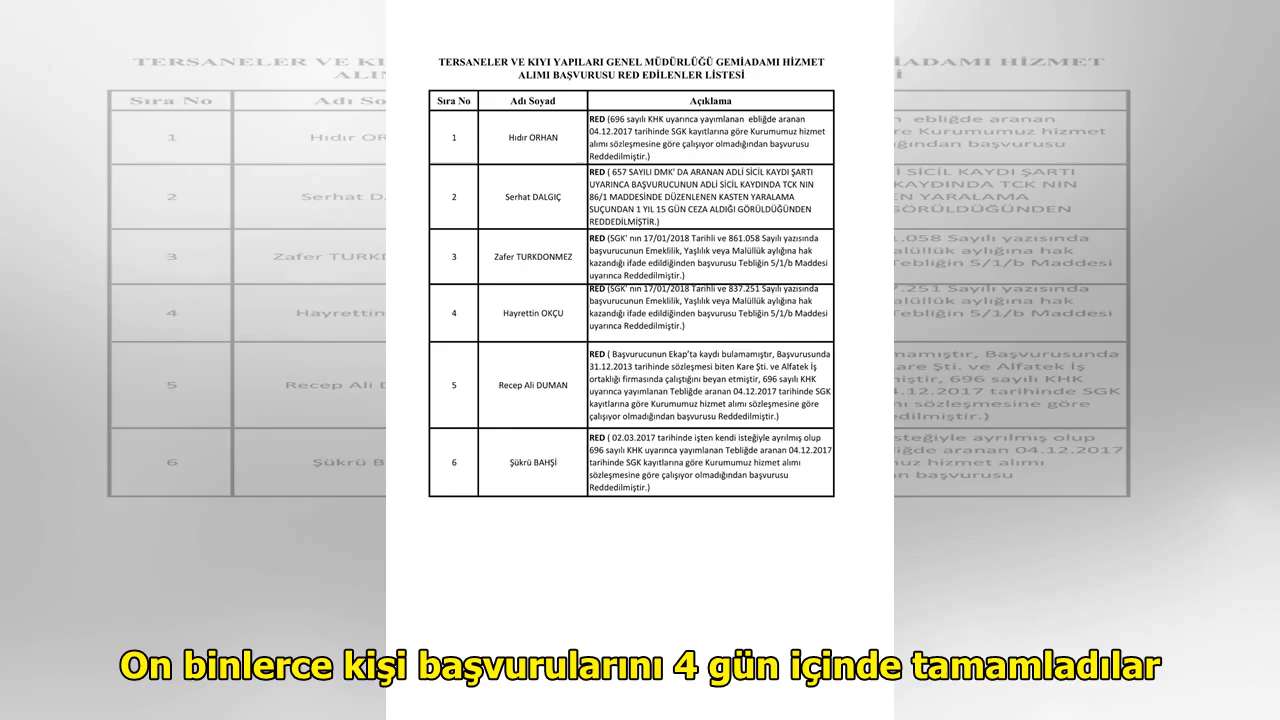 TERSANELER VE KIYI YAPILARI GENEL MÜDÜRLÜĞÜ GEMİADAMI HİZMET
ALIMI BAŞVURUSU RED EDİLENLER LİSTESİ
Sıra No Adı Soyad Açıklama
1 Hıdır ORHAN
RED (696 sayılı KHK uyarınca yayımlanan ebliğde aranan
04.12.2017 tarihinde SGK kayıtlarına göre Kurumumuz hizmet
alımı sözleşmesine göre çalışıyor olmadığından başvurusu
Reddedilmiştir.)
2 Serhat DALGIÇ
RED ( 657 SAYILI DMK' DA ARANAN ADLİ SİCİL KAYDI ŞARTI
UYARINCA BAŞVURUCUNUN ADLİ SİCİL KAYDINDA TCK NIN
86/1 MADDESİNDE DÜZENLENEN KASTEN YARALAMA
SUÇUNDAN 1 YIL 15 GÜN CEZA ALDIĞI GÖRÜLDÜĞÜNDEN
REDDEDİLMİŞTİR.)
3 Zafer TURKDONMEZ
RED (SGK' nın 17/01/2018 Tarihli ve 861.058 Sayılı yazısında
başvurucunun Emeklilik, Yaşlılık veya Malüllük aylığına hak
kazandığı ifade edildiğinden başvurusu Tebliğin 5/1/b Maddesi
uyarınca Reddedilmiştir.)
4 Hayrettin OKÇU
RED (SGK' nın 17/01/2018 Tarihli ve 837.251 Sayılı yazısında
başvurucunun Emeklilik, Yaşlılık veya Malüllük aylığına hak
kazandığı ifade edildiğinden başvurusu Tebliğin 5/1/b Maddesi
uyarınca Reddedilmiştir.)
5 Recep Ali DUMAN
RED ( Başvurucunun Ekap'ta kaydı bulamamıştır, Başvurusunda
31.12.2013 tarihinde sözleşmesi biten Kare Şti. ve Alfatek İş
ortaklığı firmasında çalıştığını beyan etmiştir, 696 sayılı KHK
uyarınca yayımlanan Tebliğde aranan 04.12.2017 tarihinde SGK
kayıtlarına göre Kurumumuz hizmet alımı sözleşmesine göre
çalışıyor olmadığından başvurusu Reddedilmiştir.)
6 Şükrü BAHŞİ
RED ( 02.03.2017 tarihinde işten kendi isteğiyle ayrılmış olup
696 sayılı KHK uyarınca yayımlanan Tebliğde aranan 04.12.2017
tarihinde SGK kayıtlarına göre Kurumumuz hizmet alımı
sözleşmesine göre çalışıyor olmadığından başvurusu
Reddedilmiştir.)
On binlerce kişi başvurularını 4 gün içinde tamamladılar